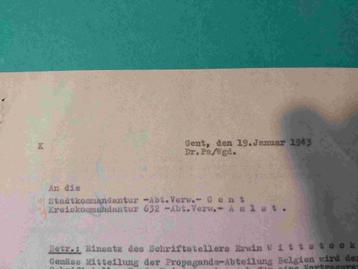 Gent, den 19.Januar 1943
K
Dr.Pa/Wgd.
An die
Stadtkommandantur -Abt.Verw.- G e n t
Kreiskommandantur 632 -Abt.Verw.- A a l s t.
Betr.: Einsatz des Schriftstellers Erwin W i t t s t o c k
Gemäss Mitteilung der Propaganda-Abteilung Belgien wird der